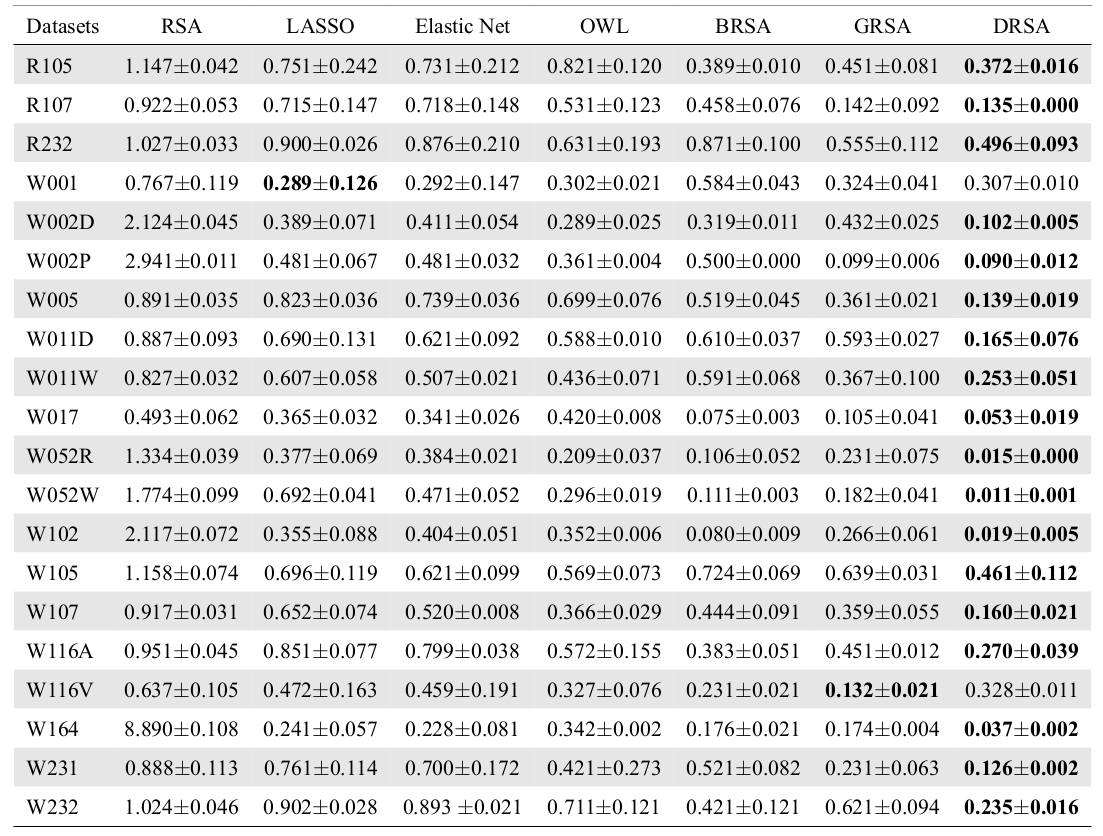 Datasets RSA LASSO Elastic Net OWL BRSA GRSA DRSA
R105 1.147±0.042 0.751±0.242 0.731±0.212 0.821±0.120 0.389±0.010 0.451±0.081 0.372±0.016
R107 0.922±0.053 0.715±0.147 0.718±0.148 0.531±0.123 0.458±0.076 0.142±0.092 0.135±0.000
R232 1.027±0.033 0.900±0.026 0.876±0.210 0.631±0.193 0.871±0.100 0.555±0.112 0.496±0.093
W001 0.767±0.119 0.289±0.126 0.292±0.147 0.302±0.021 0.584±0.043 0.324±0.041 0.307±0.010
W002D 2.124±0.045 0.389±0.071 0.411±0.054 0.289±0.025 0.319±0.011 0.432±0.025 0.102±0.005
W002P 2.941±0.011 0.481±0.067 0.481±0.032 0.361±0.004 0.500±0.000 0.099±0.006 0.090±0.012
W005 0.891±0.035 0.823±0.036 0.739±0.036 0.699±0.076 0.519±0.045 0.361±0.021 0.139±0.019
W011D 0.887±0.093 0.690±0.131 0.621±0.092 0.588±0.010 0.610±0.037 0.593±0.027 0.165±0.076
W011W 0.827±0.032 0.607±0.058 0.507±0.021 0.436±0.071 0.591±0.068 0.367±0.100 0.253±0.051
W017 0.493±0.062 0.365±0.032 0.341±0.026 0.420±0.008 0.075±0.003 0.105±0.041 0.053±0.019
W052R 1.334±0.039 0.377±0.069 0.384±0.021 0.209±0.037 0.106±0.052 0.231±0.075 0.015±0.000
W052W 1.774±0.099 0.692±0.041 0.471±0.052 0.296±0.019 0.111±0.003 0.182±0.041 0.011±0.001
W102 2.117±0.072 0.355±0.088 0.404±0.051 0.352±0.006 0.080±0.009 0.266±0.061 0.019±0.005
W105 1.158±0.074 0.696±0.119 0.621±0.099 0.569±0.073 0.724±0.069 0.639±0.031 0.461±0.112
W107 0.917±0.031 0.652±0.074 0.520±0.008 0.366±0.029 0.444±0.091 0.359±0.055 0.160±0.021
W116A 0.951±0.045 0.851±0.077 0.799±0.038 0.572±0.155 0.383±0.051 0.451±0.012 0.270±0.039
W116V 0.637±0.105 0.472±0.163 0.459±0.191 0.327±0.076 0.231±0.021 0.132±0.021 0.328±0.011
W164 8.890±0.108 0.241±0.057 0.228±0.081 0.342±0.002 0.176±0.021 0.174±0.004 0.037±0.002
W231 0.888±0.113 0.761±0.114 0.700±0.172 0.421±0.273 0.521±0.082 0.231±0.063 0.126±0.002
W232 1.024±0.046 0.902±0.028 0.893 ±0.021 0.711±0.121 0.421±0.121 0.621±0.094 0.235±0.016